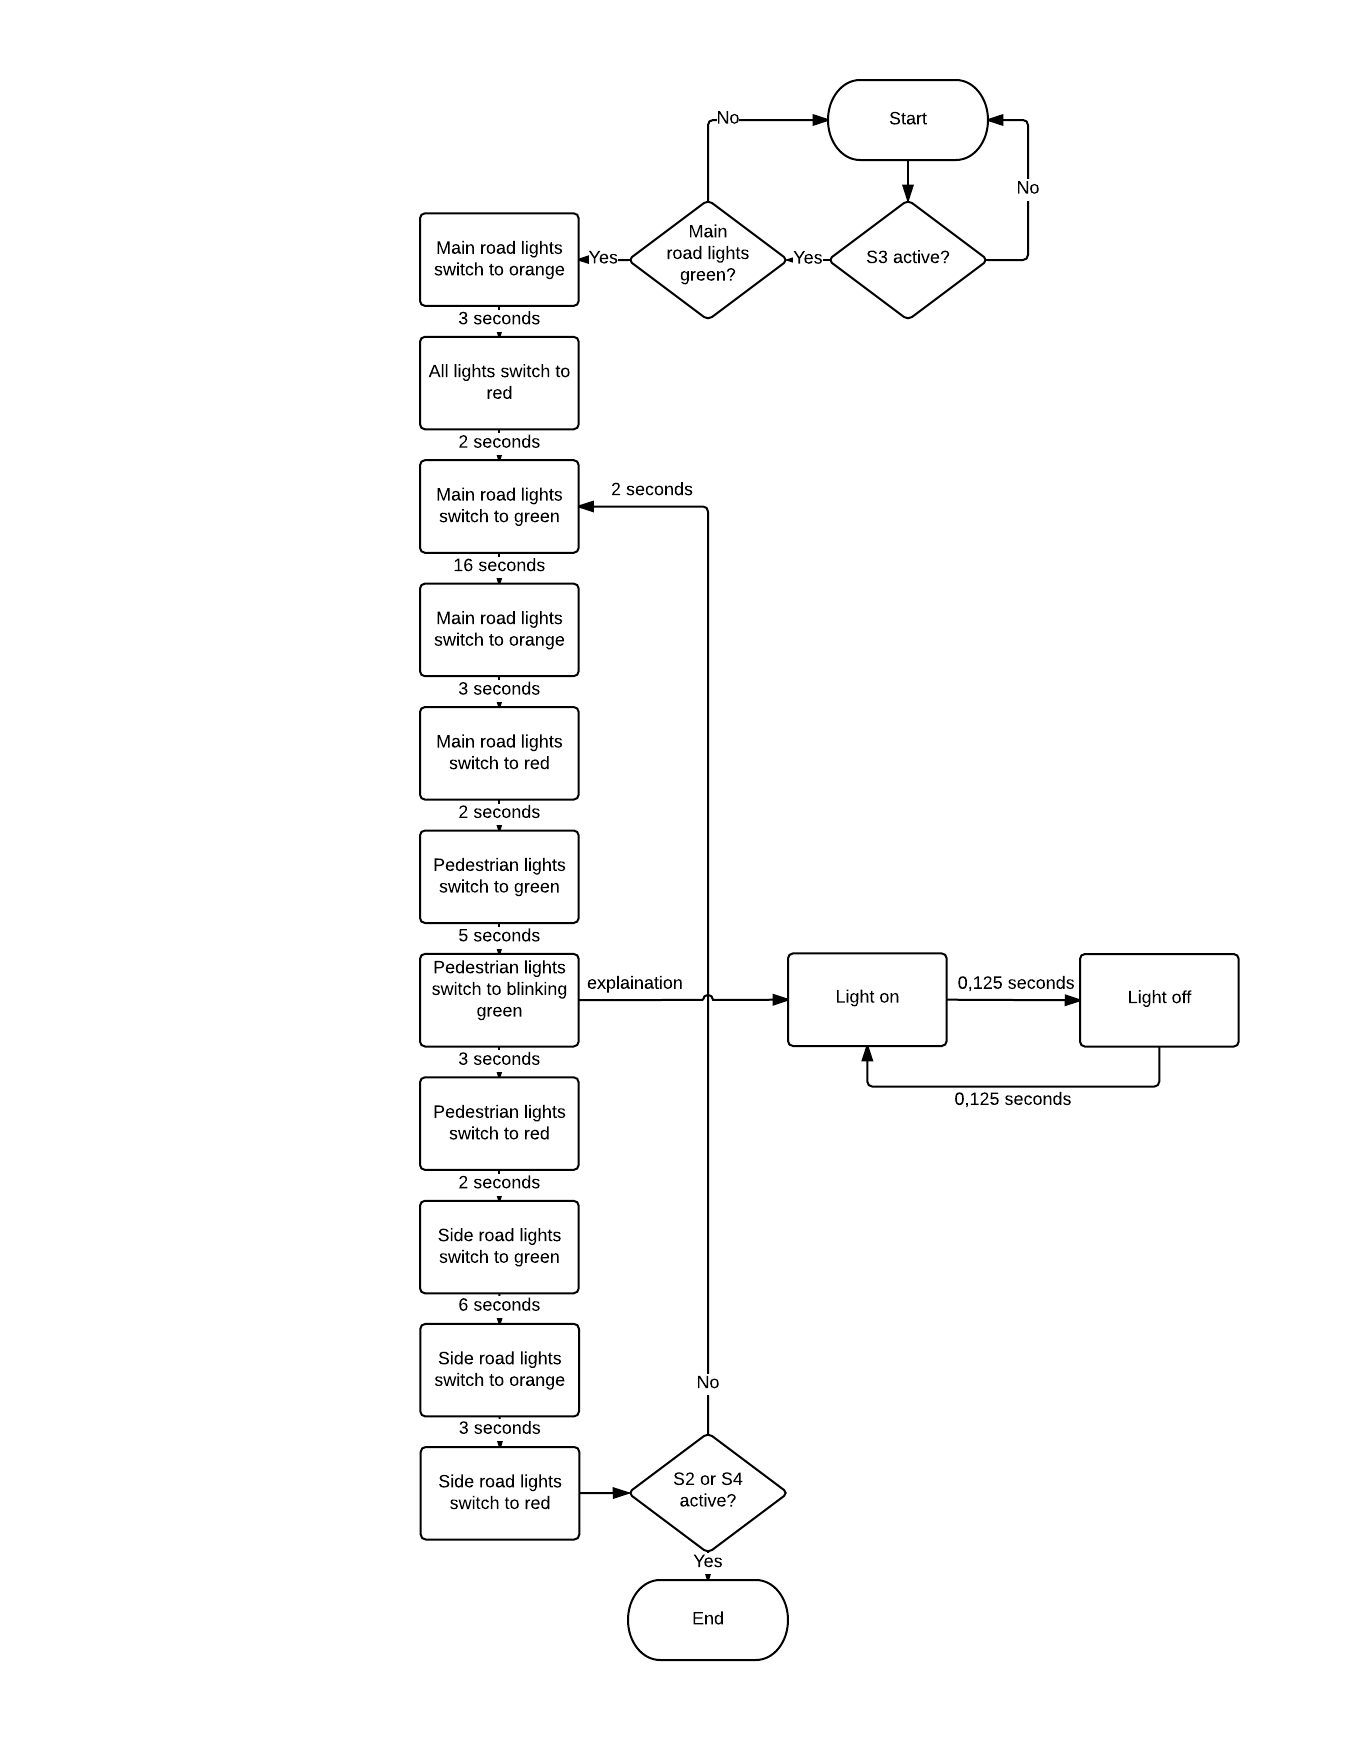 No
Start
No
Main
road lights
green?
Yes
S3 active?
Yes
Main road lights
switch to orange
3 seconds
All lights switch to
red
2 seconds
Main road lights
switch to green
2 seconds
16 seconds
Main road lights
switch to orange
3 seconds
Main road lights
switch to red
2 seconds
Pedestrian lights
switch to green
5 seconds
Pedestrian lights
switch to blinking
green
explaination
Light on
0,125 seconds
Light off
0,125 seconds
3 seconds
Pedestrian lights
switch to red
2 seconds
Side road lights
switch to green
6 seconds
Side road lights
switch to orange
3 seconds
Side road lights
switch to red
No
S2 or S4
active?
Yes
End